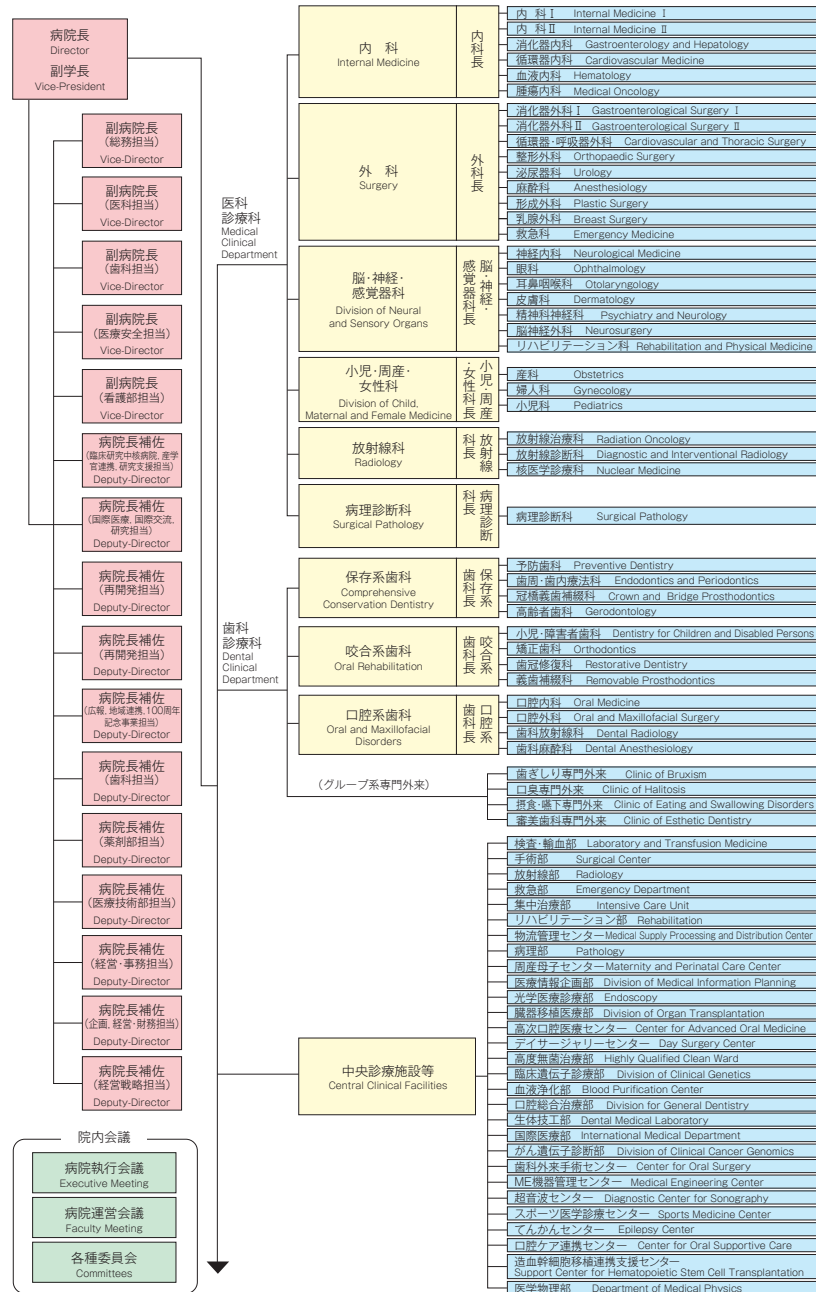 病院長
Director
副学長
Vice-President
副病院長
(総務担当)
Vice-Director
副病院長
(医科担当)
Vice-Director
副病院長
(歯科担当)
Vice-Director
副病院長
(医療安全担当)
Vice-Director
副病院長
(看護部担当)
Vice-Director
病院長補佐
(臨床研究中核病院, 産学
官連携, 研究支援担当)
Deputy-Director
病院長補佐
(国際医療, 国際交流,
研究担当)
Deputy-Director
病院長補佐
(再開発担当)
Deputy-Director
病院長補佐
(再開発担当)
Deputy-Director
病院長補佐
(広報, 地域連携, 100周年
記念事業担当)
Deputy-Director
病院長補佐
(歯科担当)
Deputy-Director
病院長補佐
(薬剤部担当)
Deputy-Director
病院長補佐
(医療技術部担当)
Deputy-Director
病院長補佐
(経営・事務担当)
Deputy-Director
病院長補佐
(企画, 経営・財務担当)
Deputy-Director
病院長補佐
(経営戦略担当)
Deputy-Director
院内会議
病院執行会議
Executive Meeting
病院運営会議
Faculty Meeting
各種委員会
Committees
医科
診療科
Medical
Clinical
Department
内 科
Internal Medicine
内科長
内 科Ⅰ Internal Medicine Ⅰ
内 科Ⅱ Internal Medicine Ⅱ
消化器内科 Gastroenterology and Hepatology
循環器内科 Cardiovascular Medicine
血液内科 Hematology
腫瘍内科 Medical Oncology
外 科
Surgery
外科長
消化器外科Ⅰ Gastroenterological Surgery Ⅰ
消化器外科Ⅱ Gastroenterological Surgery Ⅱ
循環器・呼吸器外科 Cardiovascular and Thoracic Surgery
整形外科 Orthopaedic Surgery
泌尿器科 Urology
麻酔科 Anesthesiology
形成外科 Plastic Surgery
乳腺外科 Breast Surgery
救急科 Emergency Medicine
脳・神経・
感覚器科
Division of Neural
and Sensory Organs
脳・神経・
感覚器科長
神経内科 Neurological Medicine
眼科 Ophthalmology
耳鼻咽喉科 Otolaryngology
皮膚科 Dermatology
精神科神経科 Psychiatry and Neurology
脳神経外科 Neurosurgery
リハビリテーション科 Rehabilitation and Physical Medicine
小児・周産・
女性科
Division of Child,
Maternal and Female Medicine
小児・周産
・女性科長
産科 Obstetrics
婦人科 Gynecology
小児科 Pediatrics
放射線科
Radiology
放射線
科長
放射線治療科 Radiation Oncology
放射線診断科 Diagnostic and Interventional Radiology
核医学診療科 Nuclear Medicine
病理診断科
Surgical Pathology
病理診断
科長
病理診断科 Surgical Pathology
歯科
診療科
Dental
Clinical
Department
保存系歯科
Comprehensive
Conservation Dentistry
保存系
歯科長
予防歯科 Preventive Dentistry
歯周・歯内療法科 Endodontics and Periodontics
冠橋義歯補綴科 Crown and Bridge Prosthodontics
高齢者歯科 Gerodontology
咬合系歯科
Oral Rehabilitation
咬合系
歯科長
小児・障害者歯科 Dentistry for Children and Disabled Persons
矯正歯科 Orthodontics
歯冠修復科 Restorative Dentistry
義歯補綴科 Removable Prosthodontics
口腔系歯科
Oral and Maxillofacial
Disorders
口腔系
歯科長
口腔内科 Oral Medicine
口腔外科 Oral and Maxillofacial Surgery
歯科放射線科 Dental Radiology
歯科麻酔科 Dental Anesthesiology
(グループ系専門外来)
歯ぎしり専門外来 Clinic of Bruxism
口臭専門外来 Clinic of Halitosis
摂食・嚥下専門外来 Clinic of Eating and Swallowing Disorders
審美歯科専門外来 Clinic of Esthetic Dentistry
中央診療施設等
Central Clinical Facilities
検査・輸血部 Laboratory and Transfusion Medicine
手術部 Surgical Center
放射線部 Radiology
救急部 Emergency Department
集中治療部 Intensive Care Unit
リハビリテーション部 Rehabilitation
物流管理センター Medical Supply Processing and Distribution Center
病理部 Pathology
周産母子センター Maternity and Perinatal Care Center
医療情報企画部 Division of Medical Information Planning
光学医療診療部 Endoscopy
臓器移植医療部 Division of Organ Transplantation
高次口腔医療センター Center for Advanced Oral Medicine
デイサージャリーセンター Day Surgery Center
高度無菌治療部 Highly Qualified Clean Ward
臨床遺伝子診療部 Division of Clinical Genetics
血液浄化部 Blood Purification Center
口腔総合治療部 Division for General Dentistry
生体技工部 Dental Medical Laboratory
国際医療部 International Medical Department
がん遺伝子診断部 Division of Clinical Cancer Genomics
歯科外来手術センター Center for Oral Surgery
ME機器管理センター Medical Engineering Center
超音波センター Diagnostic Center for Sonography
スポーツ医学診療センター Sports Medicine Center
てんかんセンター Epilepsy Center
口腔ケア連携センター Center for Oral Supportive Care
造血幹細胞移植連携支援センター
Support Center for Hematopoietic Stem Cell Transplantation
医学物理部 Department of Medical Physics